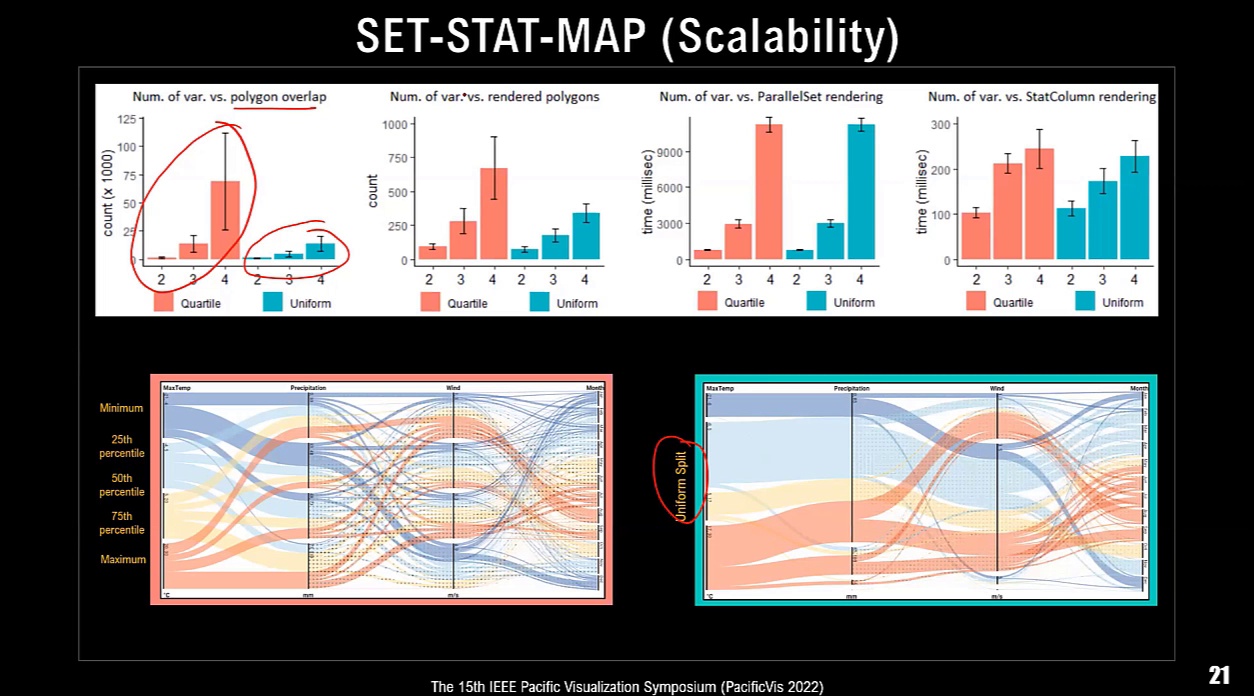 SET-STAT-MAP (Scalability)
Num. of var. vs. polygon overlap
125
100
75
50
25
0
count (x 1000)
2 3 4 2 3 4
Quartile Uniform
Num. of var. vs. rendered polygons
1000
750
500
250
0
count
2 3 4 2 3 4
Quartile Uniform
Num. of var. vs. ParallelSet rendering
9000
6000
3000
0
time (millisec)
2 3 4 2 3 4
Quartile Uniform
Num. of var. vs. StatColumn rendering
300
200
100
0
time (millisec)
2 3 4 2 3 4
Quartile Uniform
Minimum
25th
percentile
50th
percentile
75th
percentile
Maximum
MaxTemp Precipitation Wind Month
°C mm m/s
Uniform Split
MaxTemp Precipitation Wind Month
°C mm m/s
The 15th IEEE Pacific Visualization Symposium (PacificVis 2022)
21